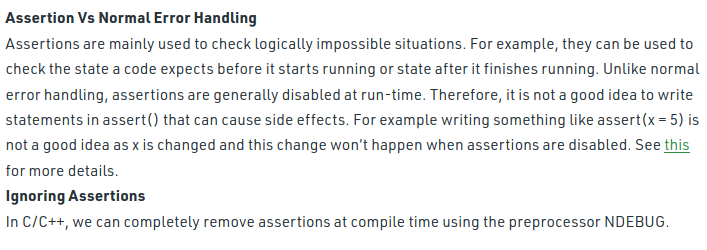 Assertion Vs Normal Error Handling
Assertions are mainly used to check logically impossible situations. For example, they can be used to
check the state a code expects before it starts running or state after it finishes running. Unlike normal
error handling, assertions are generally disabled at run-time. Therefore, it is not a good idea to write
statements in assert() that can cause side effects. For example writing something like assert(x = 5) is
not a good idea as x is changed and this change won't happen when assertions are disabled. See this
for more details.
Ignoring Assertions
In C/C++, we can completely remove assertions at compile time using the preprocessor NDEBUG.